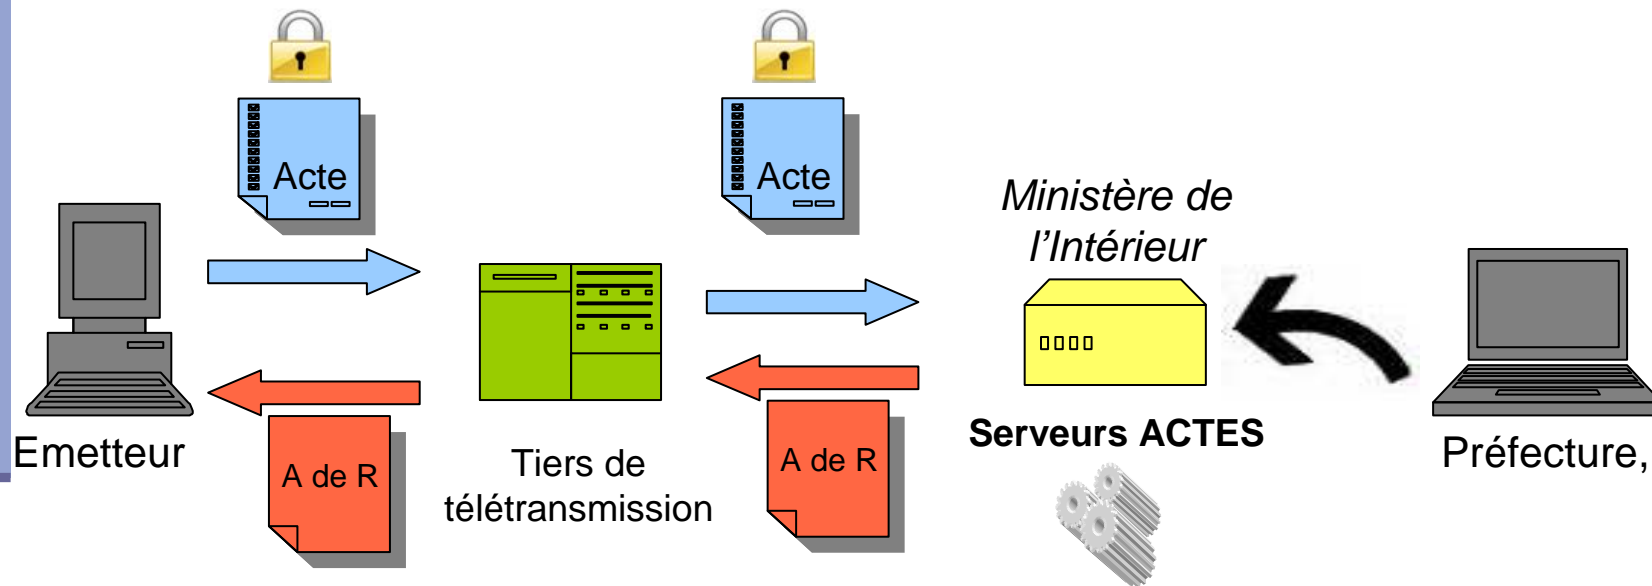 Acte
Acte
Ministère de
l'Intérieur
Emetteur
A de R
Tiers de
télétransmission
A de R
Serveurs ACTES
Préfecture,